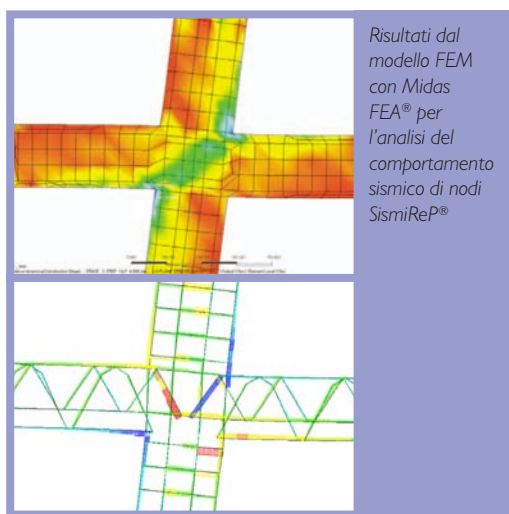 Risultati dal
modello FEM
con Midas
FEA® per
l'analisi del
comportamento
sismico di nodi
SismiReP®